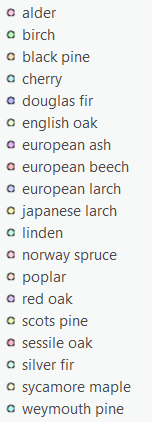 alder
birch
black pine
cherry
douglas fir
english oak
european ash
european beech
european larch
japanese larch
linden
norway spruce
poplar
red oak
scots pine
sessile oak
silver fir
sycamore maple
weymouth pine